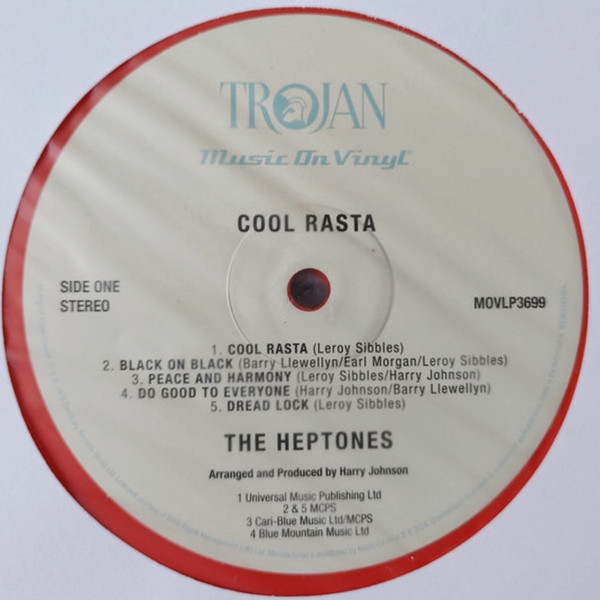 TROJAN
Music On Vinyl
COOL RASTA
SIDE ONE
STEREO
MOVLP3699
1. COOL RASTA (Leroy Sibbles)
2. BLACK ON BLACK (Barry Llewellyn/Earl Morgan/Leroy Sibbles)
3. PEACE AND HARMONY (Leroy Sibbles/Harry Johnson)
4. DO GOOD TO EVERYONE (Harry Johnson/Barry Llewellyn)
5. DREAD LOCK (Leroy Sibbles)
THE HEPTONES
Arranged and Produced by Harry Johnson
1 Universal Music Publishing Ltd
2 & 5 MCPS
3 Cari-Blue Music Ltd/MCPS
4 Blue Mountain Music Ltd